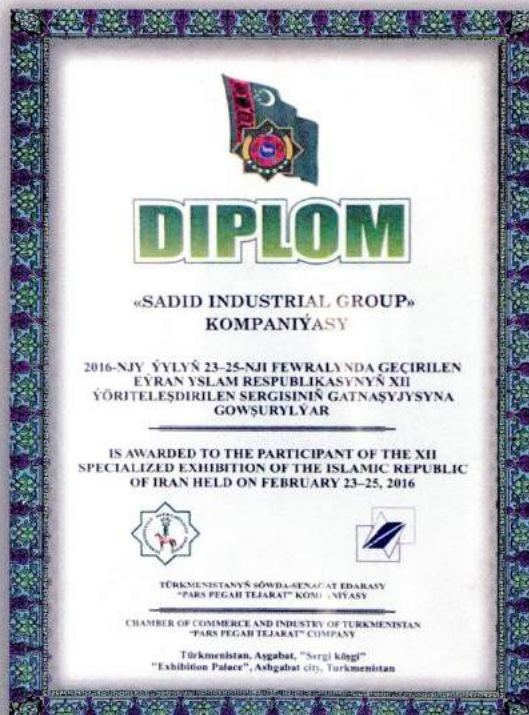 DIPLOM
«SADID INDUSTRIAL GROUP»
KOMPANIÝASY
2016-NJY ÝYLYŇ 23–25-NJI FEWRALYNDA GEÇIRILEN
EÝRAN YSLAM RESPUBLIKASYNYŇ XII
ÝÖRITELEŞDIRILEN SERGISINIŇ GATNAŞYJYSYNA
GOWŞURYLÝAR
IS AWARDED TO THE PARTICIPANT OF THE XII
SPECIALIZED EXHIBITION OF THE ISLAMIC REPUBLIC
OF IRAN HELD ON FEBRUARY 23–25, 2016
TÜRKMENISTANYŇ SÖWDA-SENAGAT EDARASY
"PARS PEGAH TEJARAT" KOMPANIÝASY
CHAMBER OF COMMERCE AND INDUSTRY OF TURKMENISTAN
"PARS PEGAH TEJARAT" COMPANY
Türkmenistan, Aşgabat, "Sergi köşgi"
"Exhibition Palace", Ashgabat city, Turkmenistan